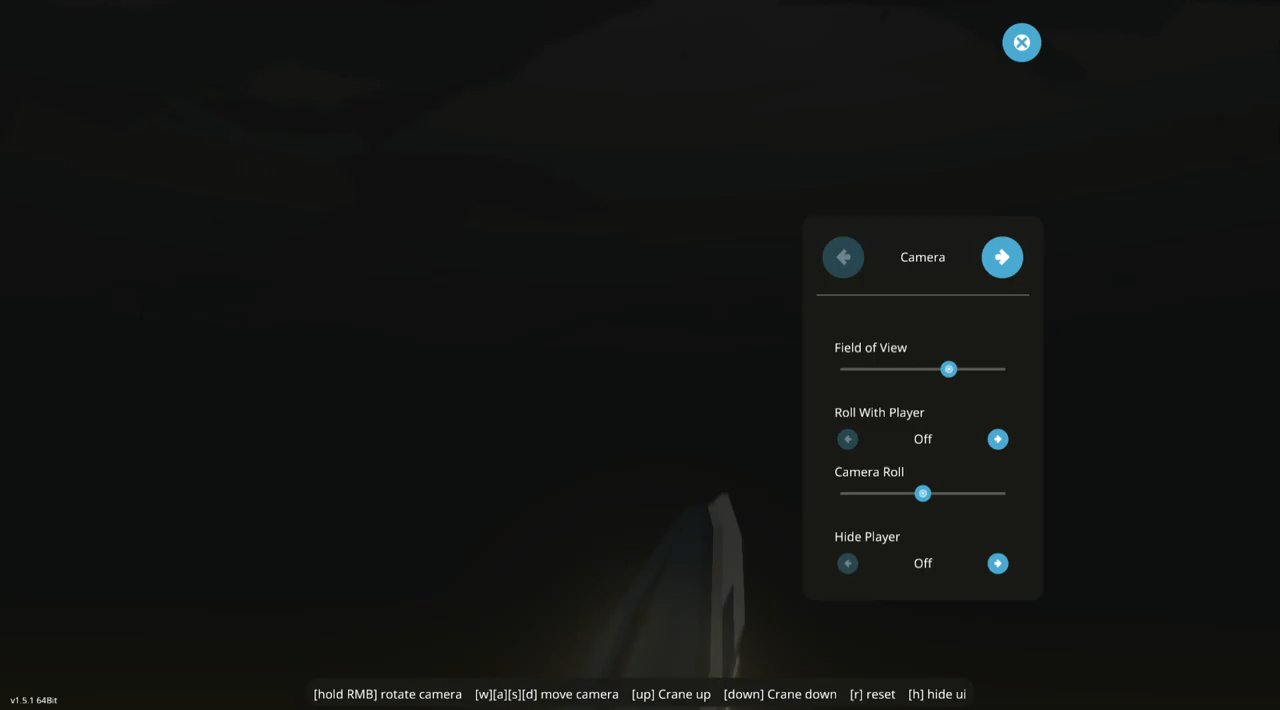 Camera
Field of View
Roll With Player
Off
Camera Roll
Hide Player
Off
[hold RMB] rotate camera [w][a][s][d] move camera [up] Crane up [down] Crane down [r] reset [h] hide ui
v1.5.1 64Bit